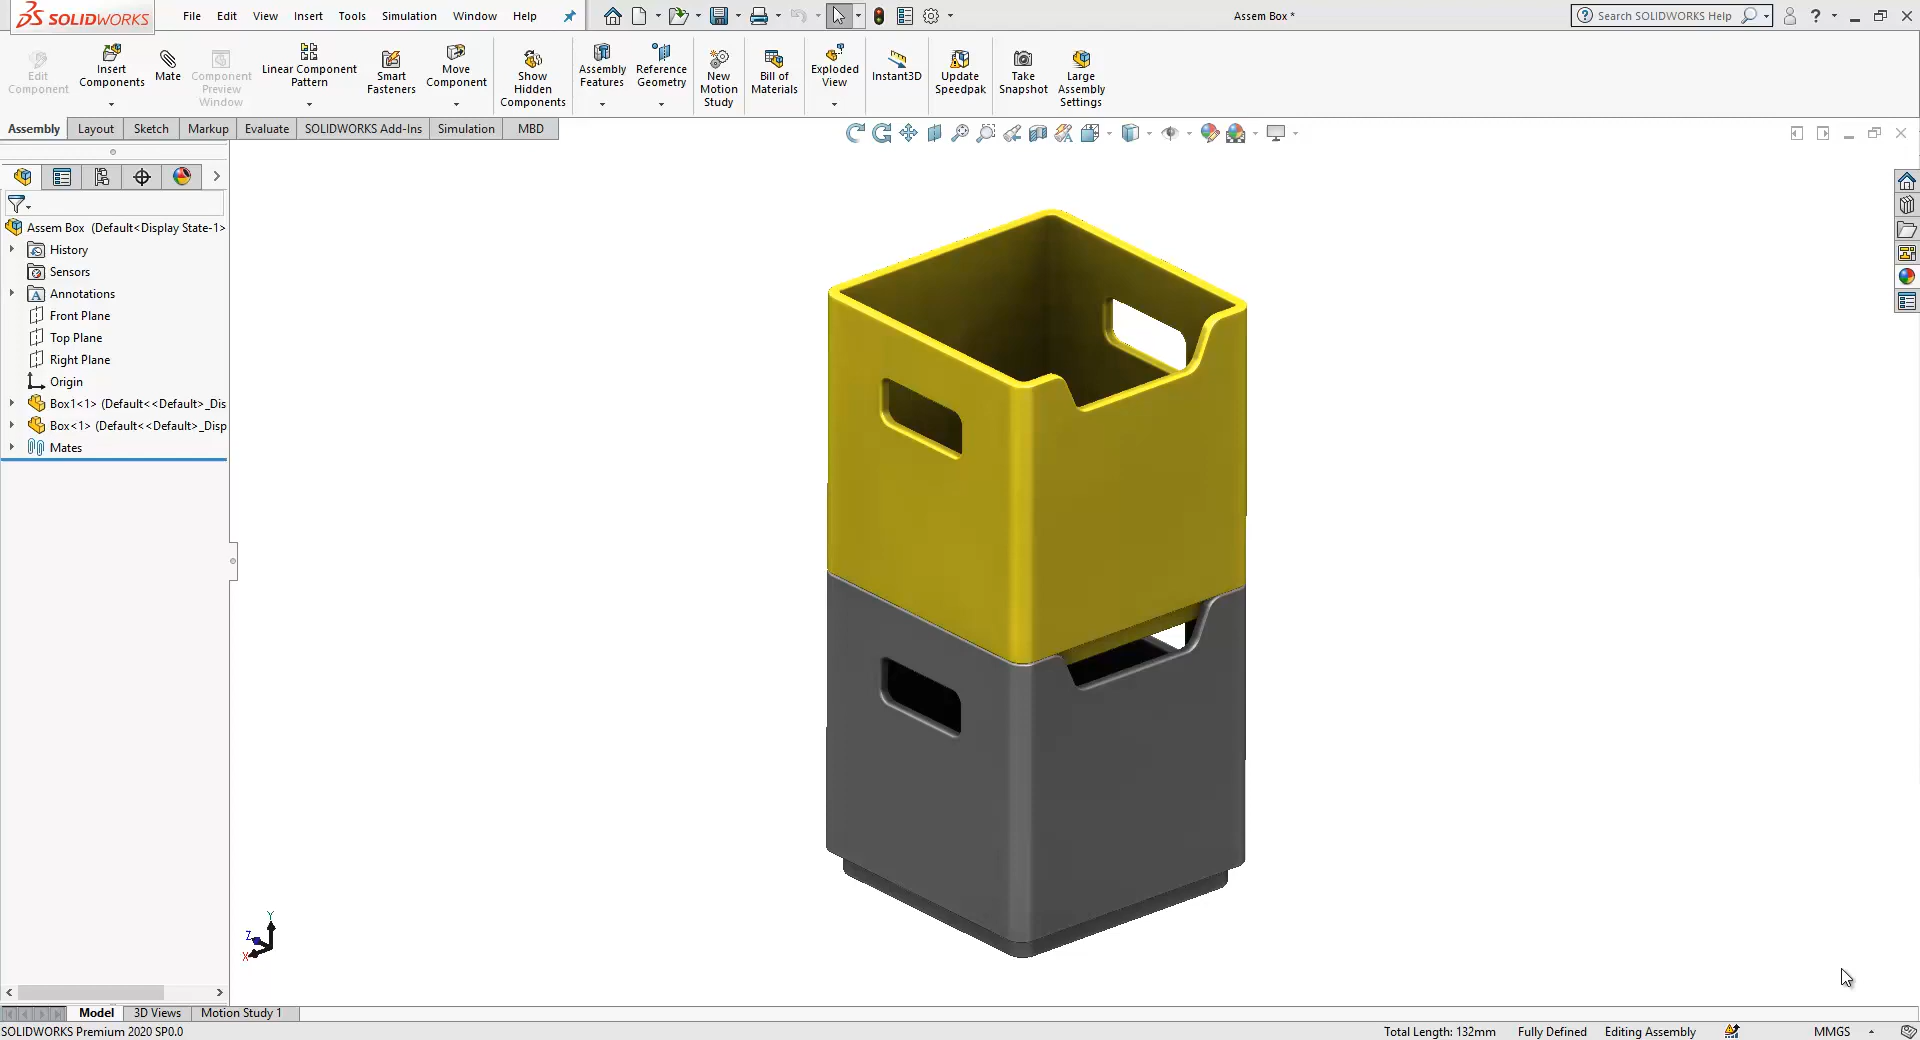 SOLIDWORKS
File Edit View Insert Tools Simulation Window Help
Assem Box *
Search SOLIDWORKS Help
Edit Component
Insert Components
Mate
Component Preview Window
Linear Component Pattern
Smart Fasteners
Move Component
Show Hidden Components
Assembly Features
Reference Geometry
New Motion Study
Bill of Materials
Exploded View
Instant3D
Update Speedpak
Take Snapshot
Large Assembly Settings
Assembly Layout Sketch Markup Evaluate SOLIDWORKS Add-Ins Simulation MBD
Assem Box (Default<Display State-1>
History
Sensors
Annotations
Front Plane
Top Plane
Right Plane
Origin
Box1<1> (Default<<Default>_Dis
Box<1> (Default<<Default>_Disp
Mates
Y
Z
X
Model 3D Views Motion Study 1
SOLIDWORKS Premium 2020 SP0.0
Total Length: 132mm Fully Defined Editing Assembly MMGS